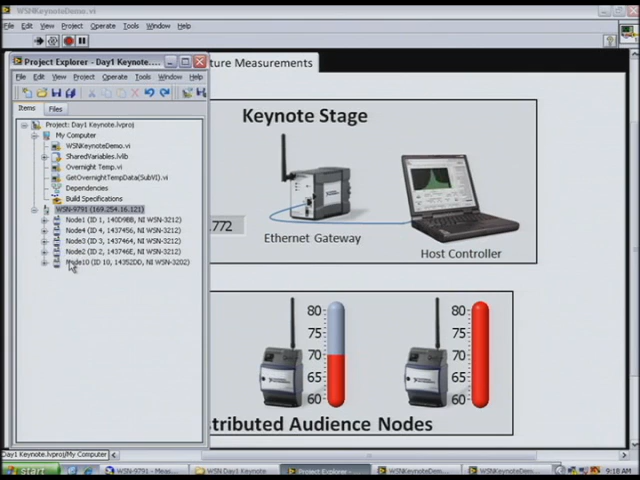 WSNKeynoteDemo.vi
File Edit View Project Operate Tools Window Help
Project Explorer - Day1 Keynote....
File Edit View Project Operate Tools Window Help
Items Files
Project: Day1 Keynote.lvproj
My Computer
WSNKeynoteDemo.vi
SharedVariables.lvlib
Overnight Temp.vi
GetOvernightTempData(SubVI).vi
Dependencies
Build Specifications
WSN-9791 (169.254.16.121)
Node1 (ID 1, 140D9BB, NI WSN-3212)
Node4 (ID 4, 1437456, NI WSN-3212)
Node3 (ID 3, 1437464, NI WSN-3212)
Node2 (ID 2, 143746E, NI WSN-3212)
Node10 (ID 10, 14352DD, NI WSN-3202)
ture Measurements
Keynote Stage
.772
Ethernet Gateway
Host Controller
80
75
70
65
60
80
75
70
65
60
stributed Audience Nodes
Day1 Keynote.lvproj/My Computer
start
WSN-9791 - Meas...
WSN Day1 Keynote
Project Explorer -...
WSNKeynoteDemo...
WSNKeynoteDemo...
9:18 AM